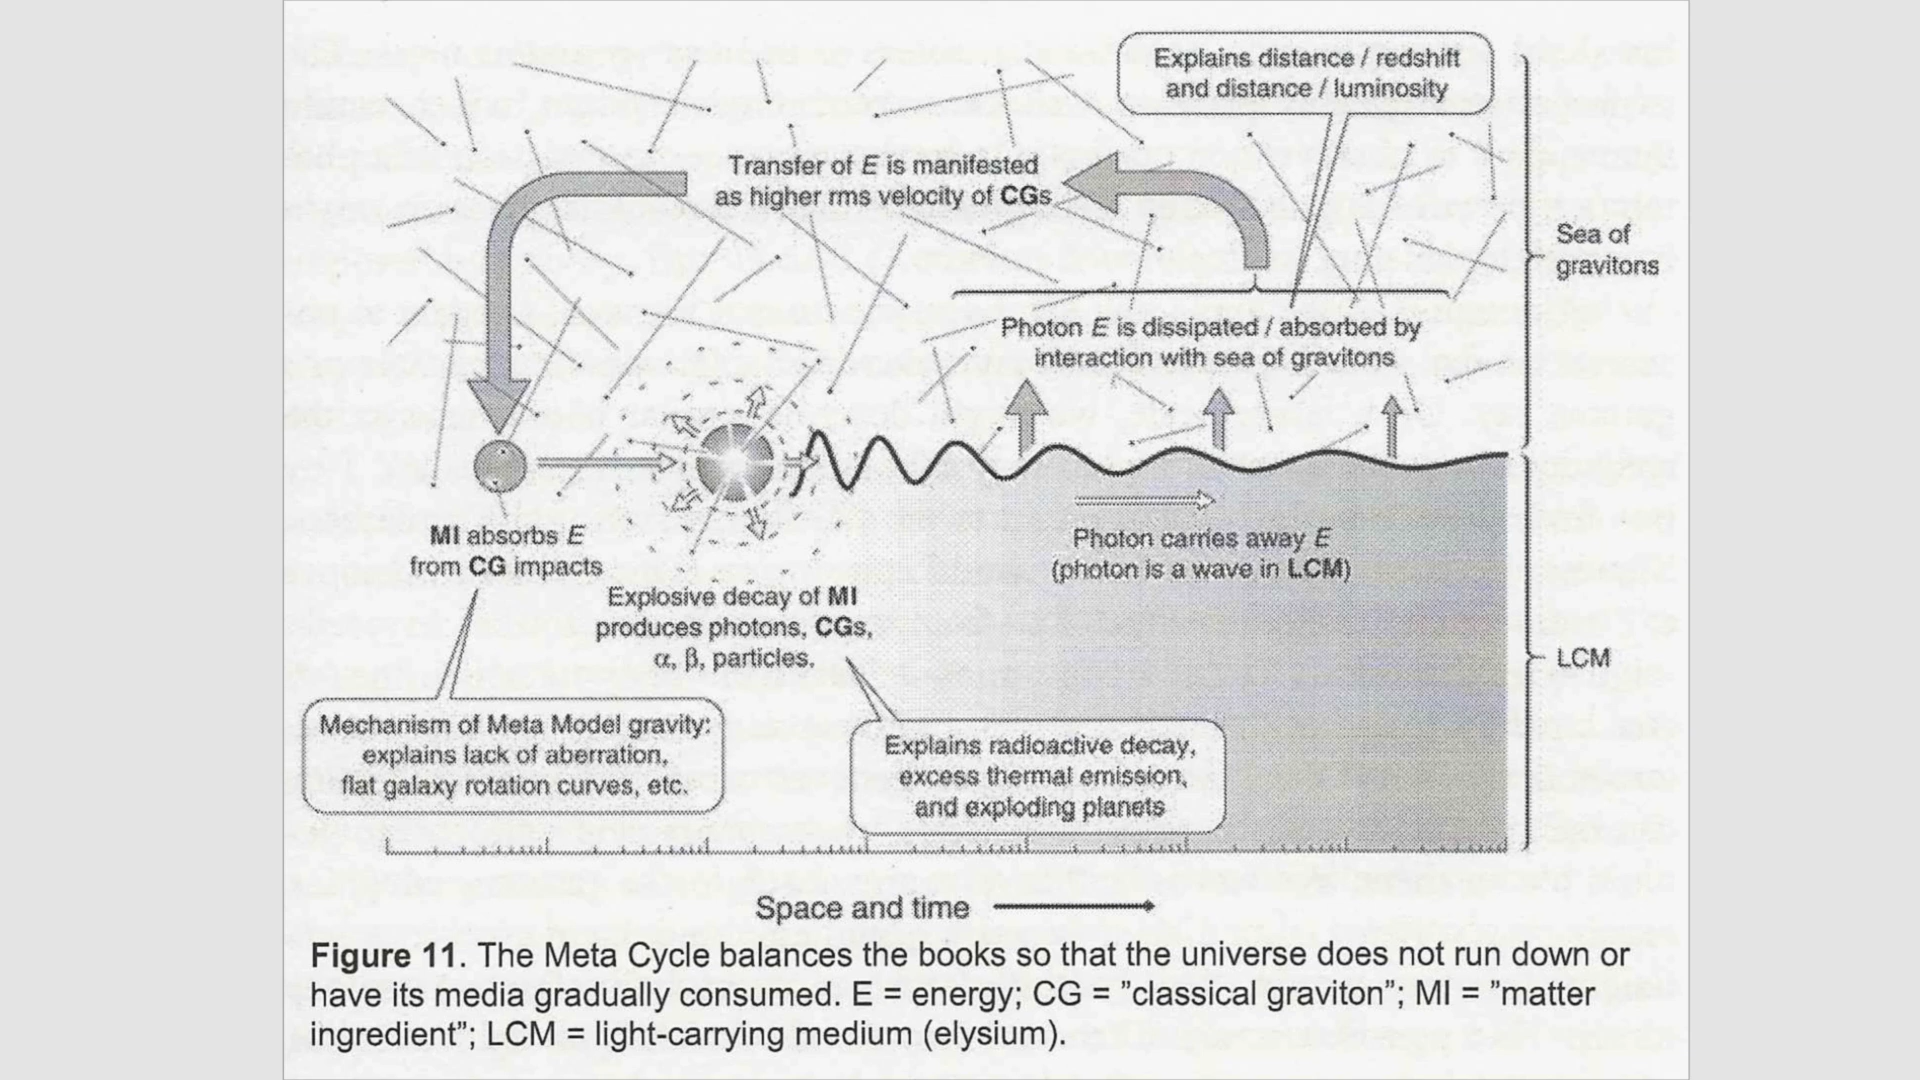 Explains distance / redshift
and distance / luminosity
Transfer of E is manifested
as higher rms velocity of CGs
Sea of
gravitons
Photon E is dissipated / absorbed by
interaction with sea of gravitons
MI absorbs E
from CG impacts
Photon carries away E
(photon is a wave in LCM)
Explosive decay of MI
produces photons, CGs,
α, β, particles.
LCM
Mechanism of Meta Model gravity:
explains lack of aberration,
flat galaxy rotation curves, etc.
Explains radioactive decay,
excess thermal emission,
and exploding planets
Space and time
Figure 11. The Meta Cycle balances the books so that the universe does not run down or
have its media gradually consumed. E = energy; CG = ”classical graviton”; MI = ”matter
ingredient”; LCM = light-carrying medium (elysium).